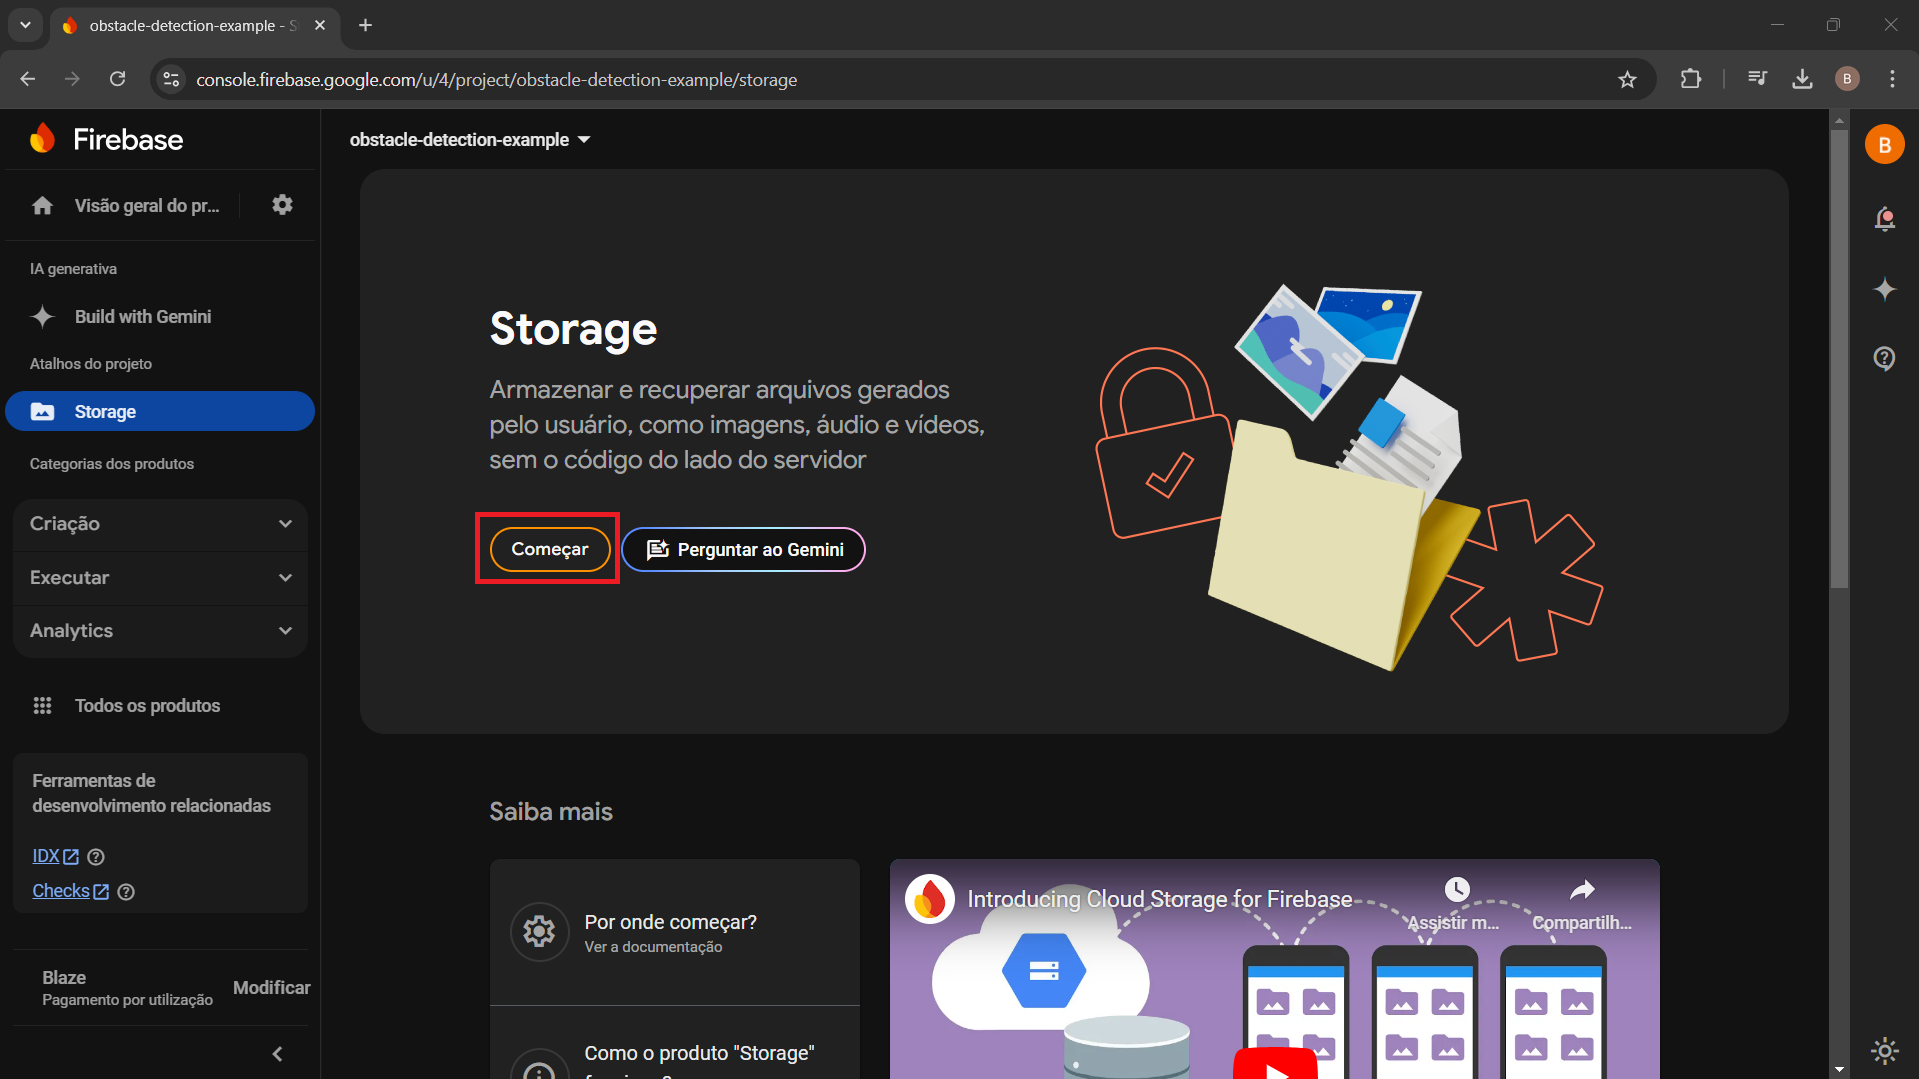 obstacle-detection-example - S
console.firebase.google.com/u/4/project/obstacle-detection-example/storage
B
Firebase
obstacle-detection-example
B
Visão geral do pr...
IA generativa
Build with Gemini
Atalhos do projeto
Storage
Categorias dos produtos
Criação
Executar
Analytics
Todos os produtos
Ferramentas de
desenvolvimento relacionadas
IDX
Checks
Blaze
Pagamento por utilização
Modificar
Storage
Armazenar e recuperar arquivos gerados
pelo usuário, como imagens, áudio e vídeos,
sem o código do lado do servidor
Começar
Perguntar ao Gemini
Saiba mais
Por onde começar?
Ver a documentação
Como o produto "Storage"
Introducing Cloud Storage for Firebase
Assistir m...
Compartilh...